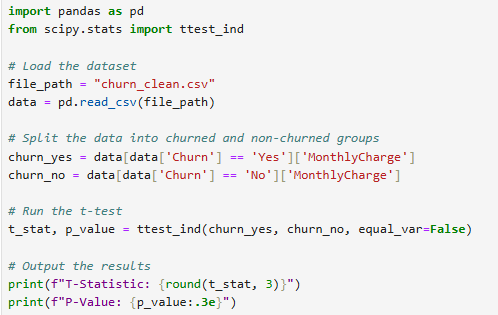 import pandas as pd
from scipy.stats import ttest_ind
# Load the dataset
file_path = "churn_clean.csv"
data = pd.read_csv(file_path)
# Split the data into churned and non-churned groups
churn_yes = data[data['Churn'] == 'Yes']['MonthlyCharge']
churn_no = data[data['Churn'] == 'No']['MonthlyCharge']
# Run the t-test
t_stat, p_value = ttest_ind(churn_yes, churn_no, equal_var=False)
# Output the results
print(f"T-Statistic: {round(t_stat, 3)}")
print(f"P-Value: {p_value:.3e}")